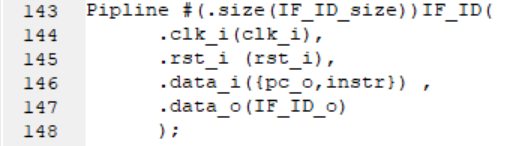 143 Pipline #(.size(IF_ID_size))IF_ID(
144 .clk_i(clk_i),
145 .rst_i (rst_i),
146 .data_i({pc_o,instr}) ,
147 .data_o(IF_ID_o)
148 );